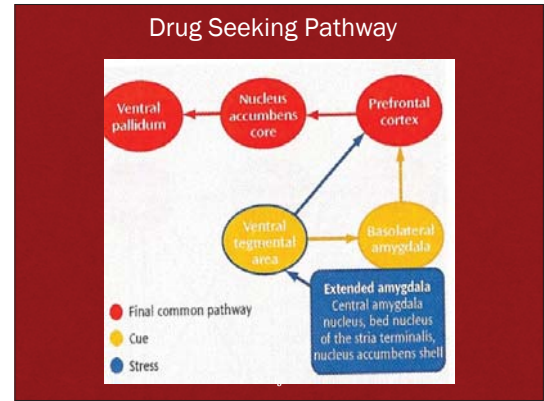 Drug Seeking Pathway
Ventral
pallidum
Nucleus
accumbens
core
Prefrontal
cortex
Ventral
tegmental
area
Basolateral
amygdala
Extended amygdala
Central amygdala
nucleus, bed nucleus
of the stria terminalis,
nucleus accumbens shell
Final common pathway
Cue
Stress